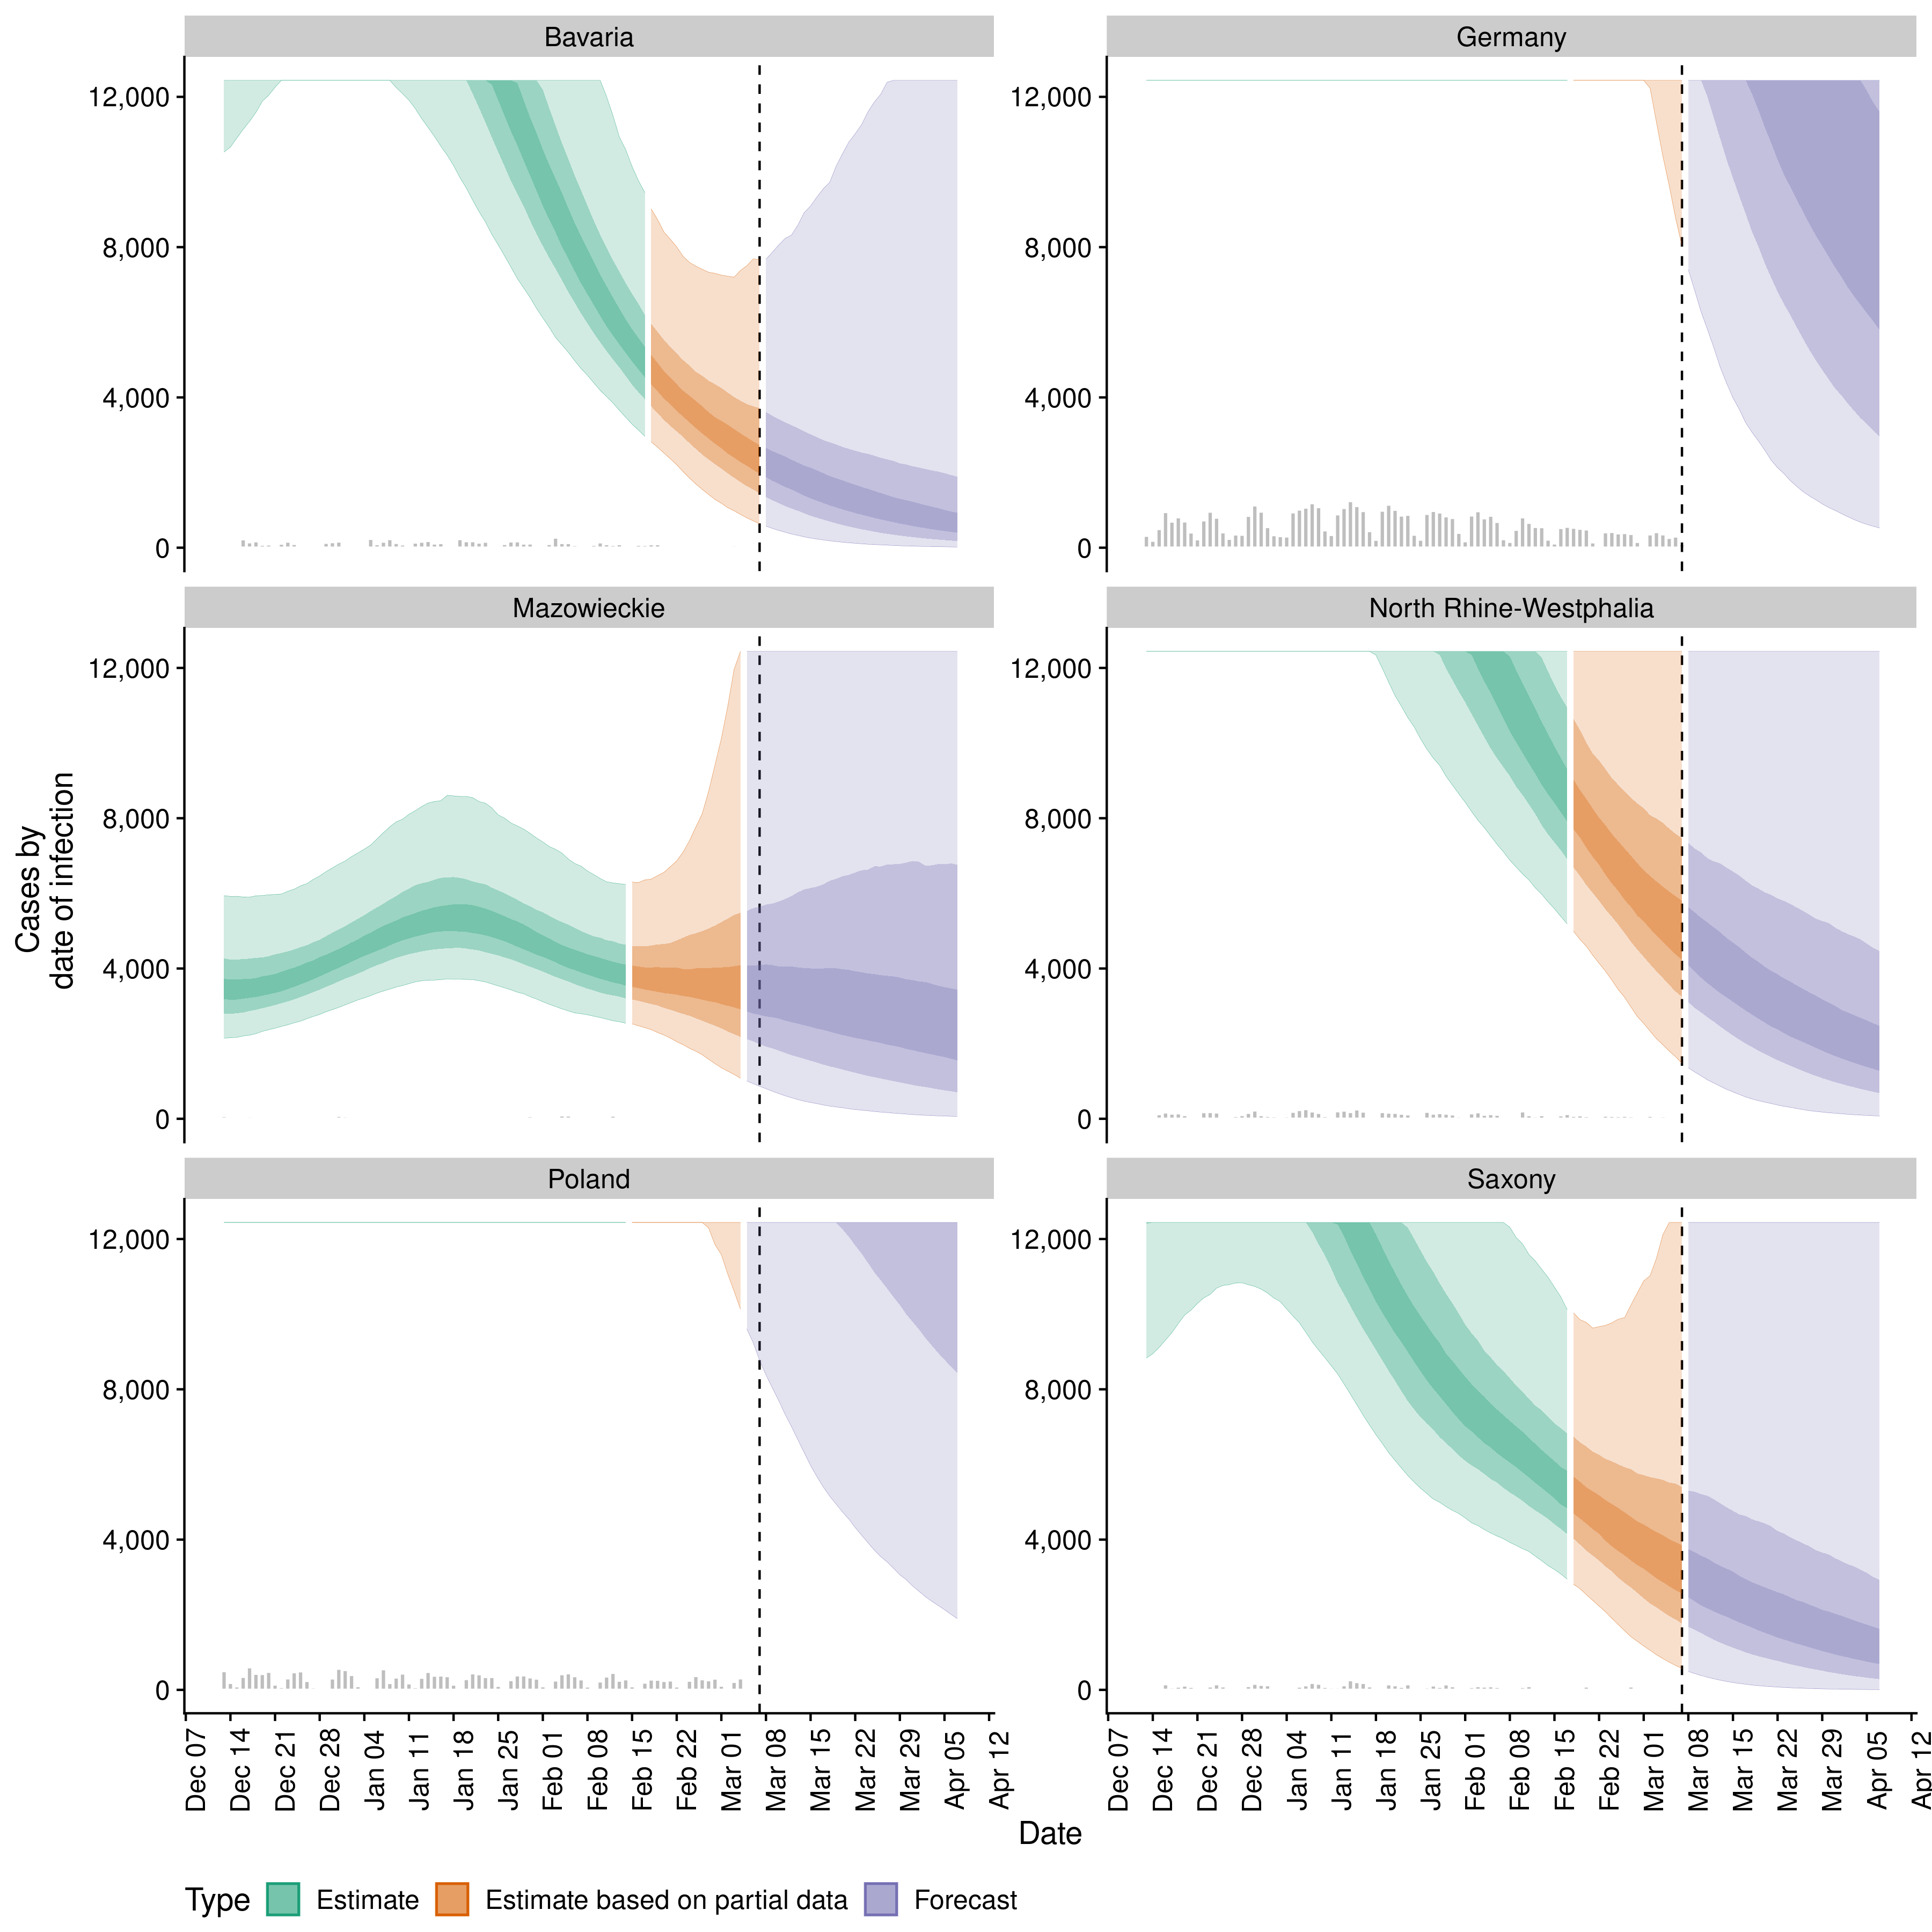 Bavaria
Germany
12,000
8,000
4,000
0
12,000
8,000
4,000
0
Mazowieckie
North Rhine-Westphalia
12,000
8,000
4,000
0
12,000
8,000
4,000
0
Cases by
date of infection
Poland
Saxony
12,000
8,000
4,000
0
12,000
8,000
4,000
0
Dec 07
Dec 14
Dec 21
Dec 28
Jan 04
Jan 11
Jan 18
Jan 25
Feb 01
Feb 08
Feb 15
Feb 22
Mar 01
Mar 08
Mar 15
Mar 22
Mar 29
Apr 05
Apr 12
Dec 07
Dec 14
Dec 21
Dec 28
Jan 04
Jan 11
Jan 18
Jan 25
Feb 01
Feb 08
Feb 15
Feb 22
Mar 01
Mar 08
Mar 15
Mar 22
Mar 29
Apr 05
Apr 12
Date
Type Estimate Estimate based on partial data Forecast